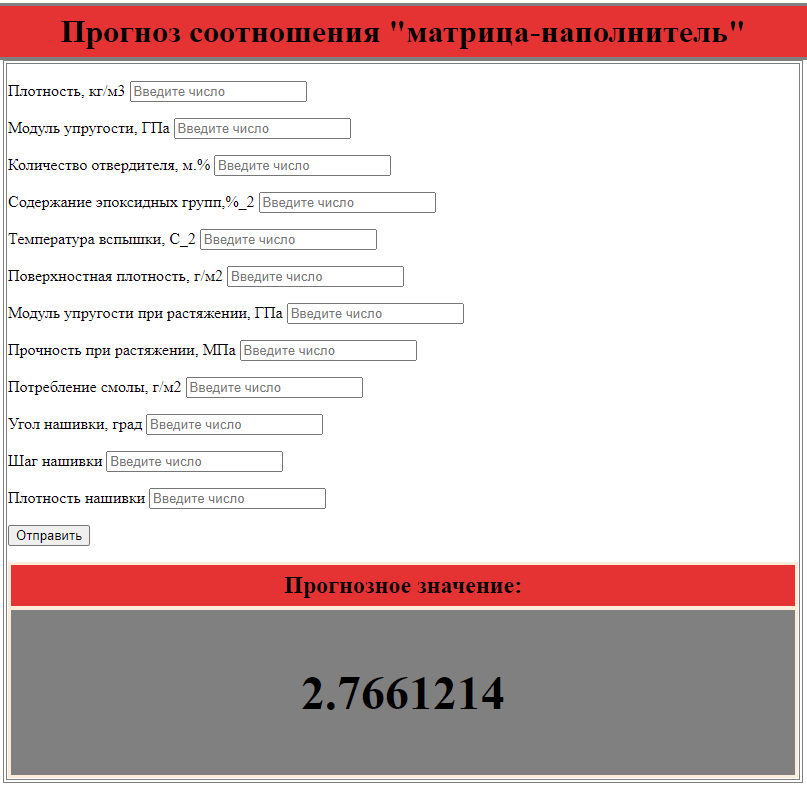 Прогноз соотношения "матрица-наполнитель"
Плотность, кг/м3 Введите число
Модуль упругости, ГПа Введите число
Количество отвердителя, м.% Введите число
Содержание эпоксидных групп,%_2 Введите число
Температура вспышки, С_2 Введите число
Поверхностная плотность, г/м2 Введите число
Модуль упругости при растяжении, ГПа Введите число
Прочность при растяжении, МПа Введите число
Потребление смолы, г/м2 Введите число
Угол нашивки, град Введите число
Шаг нашивки Введите число
Плотность нашивки Введите число
Отправить
Прогнозное значение:
2.7661214